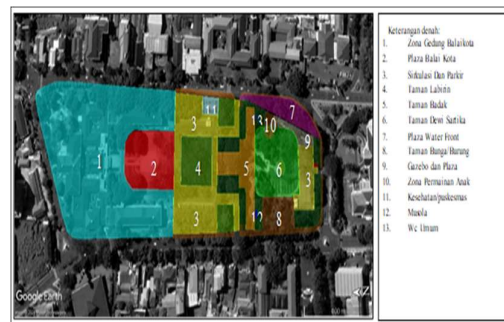 Keterangan denah:
1. Zona Gedung Balaikota
2. Plaza Balai Kota
3. Sirkulasi Dan Parkir
4. Taman Labirin
5. Taman Badak
6. Taman Dewi Sartika
7. Plaza Water Front
8. Taman Bunga/Burung
9. Gazebo dan Plaza
10. Zona Permainan Anak
11. Kesehatan/puskesmas
12. Musola
13. Wc Umum
11
7
3
13 10
9
1
2
4
5
6
3
3
12
8
Google Earth
Z